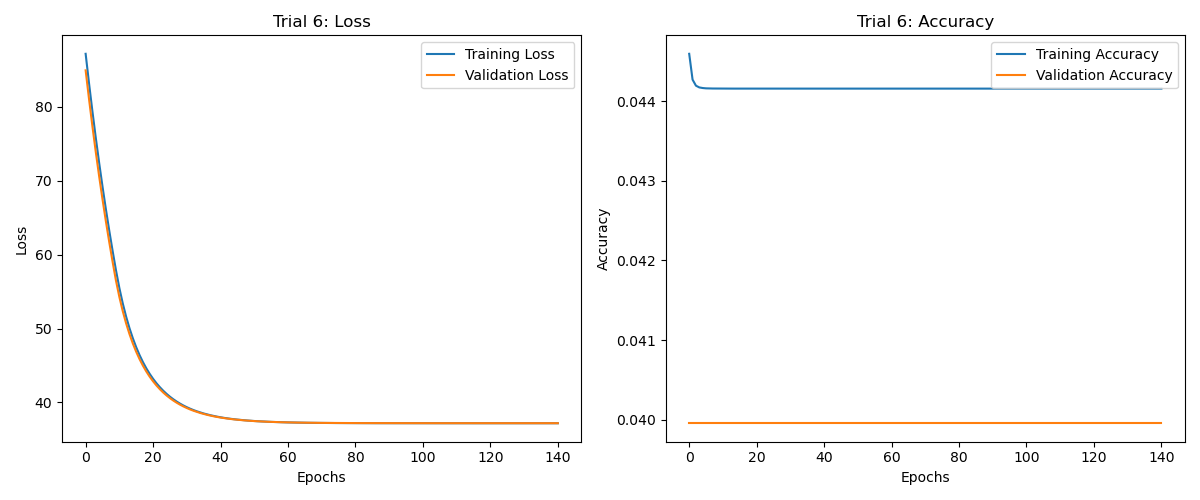 Trial 6: Loss
Training Loss
Validation Loss
80
70
60
50
40
Loss
0 20 40 60 80 100 120 140
Epochs
Trial 6: Accuracy
Training Accuracy
Validation Accuracy
0.044
0.043
0.042
0.041
0.040
Accuracy
0 20 40 60 80 100 120 140
Epochs